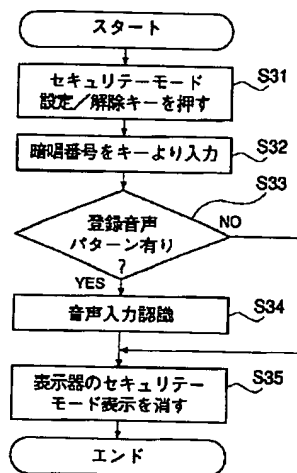 スタート
セキュリテーモード
設定／解除キーを押す
S31
暗唱番号をキーより入力
S32
登録音声
パターン有り
?
S33
NO
YES
音声入力認識
S34
表示器のセキュリテー
モード表示を消す
S35
エンド